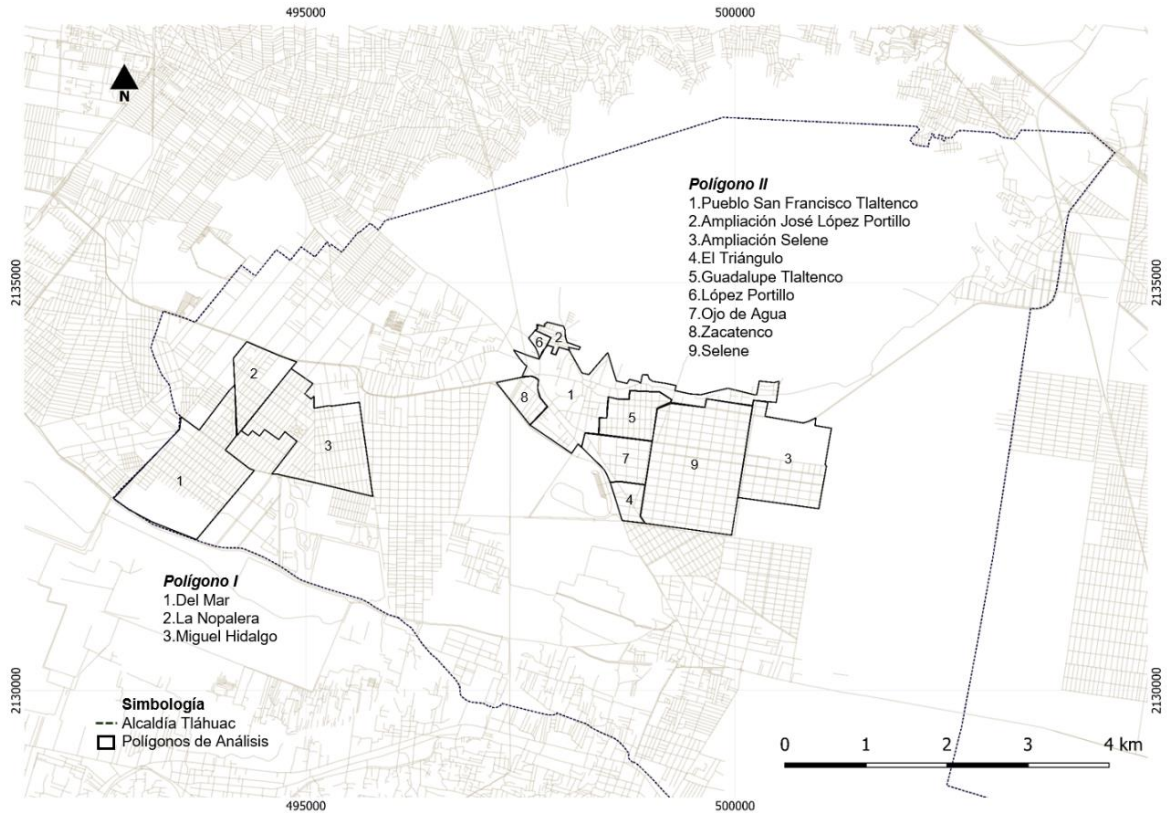 495000
500000
N
Polígono II
1.Pueblo San Francisco Tlaltenco
2.Ampliación José López Portillo
3.Ampliación Selene
4.El Triángulo
5.Guadalupe Tlaltenco
6.López Portillo
7.Ojo de Agua
8.Zacatenco
9.Selene
2135000
2135000
2
6
2
1
8
3
5
1
7
9
3
4
Polígono I
1.Del Mar
2.La Nopalera
3.Miguel Hidalgo
2130000
2130000
Simbología
Alcaldía Tláhuac
Polígonos de Análisis
0 1 2 3 4 km
495000
500000